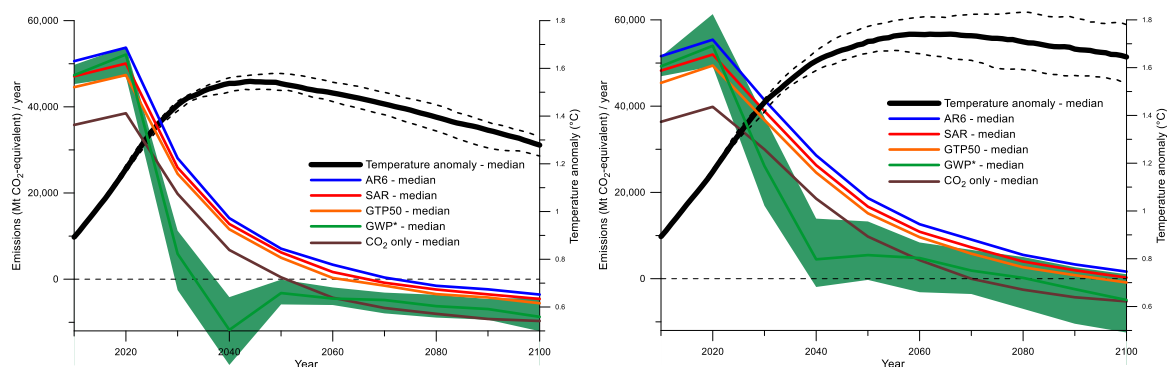 60,000
40,000
20,000
0
Emissions (Mt CO2-equivalent) / year
2020
2040
2060
2080
2100
Year
1.8
1.6
1.4
1.2
1
0.8
0.6
Temperature anomaly (°C)
Temperature anomaly - median
AR6 - median
SAR - median
GTP50 - median
GWP* - median
CO2 only - median
60,000
40,000
20,000
0
Emissions (Mt CO2-equivalent) / year
2020
2040
2060
2080
2100
Year
1.8
1.6
1.4
1.2
1
0.8
0.6
Temperature anomaly (°C)
Temperature anomaly - median
AR6 - median
SAR - median
GTP50 - median
GWP* - median
CO2 only - median